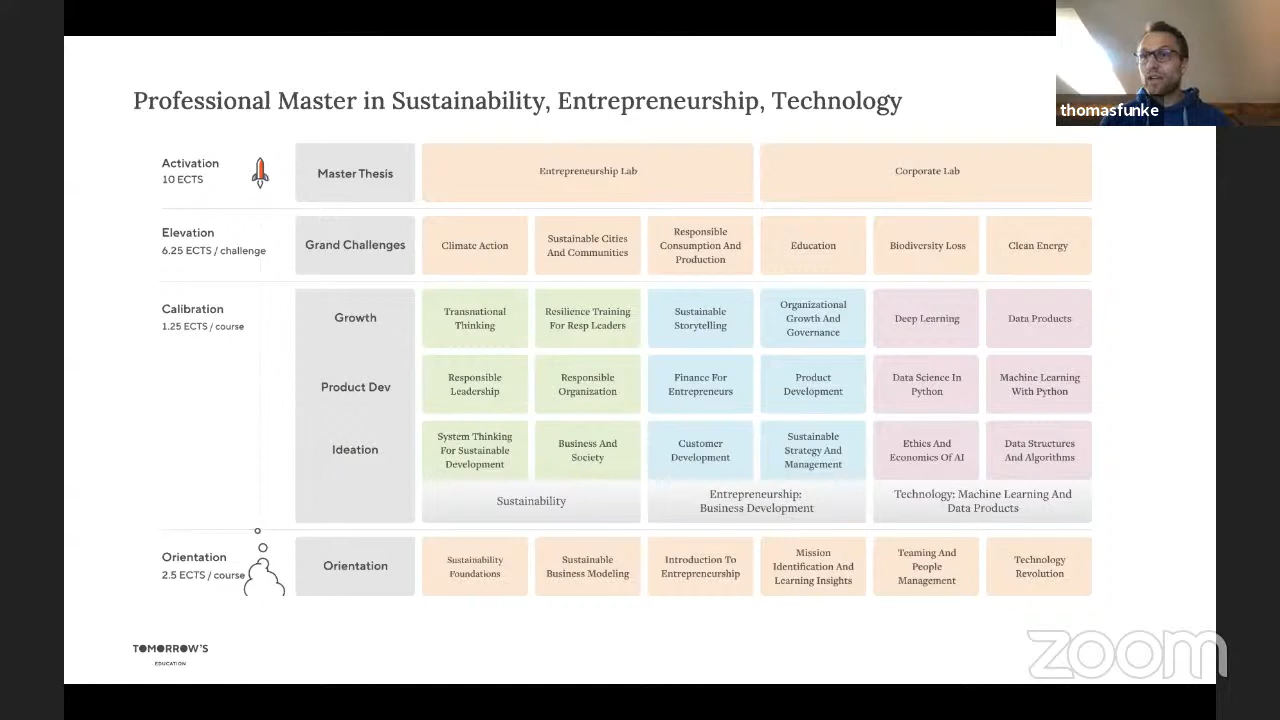 thomasfunke
Professional Master in Sustainability, Entrepreneurship, Technology
Activation
10 ECTS
Master Thesis
Entrepreneurship Lab
Corporate Lab
Elevation
6.25 ECTS / challenge
Grand Challenges
Climate Action
Sustainable Cities
And Communities
Responsible
Consumption And
Production
Education
Biodiversity Loss
Clean Energy
Calibration
1.25 ECTS / course
Growth
Transnational
Thinking
Resilience Training
For Resp Leaders
Sustainable
Storytelling
Organizational
Growth And
Governance
Deep Learning
Data Products
Product Dev
Responsible
Leadership
Responsible
Organization
Finance For
Entrepreneurs
Product
Development
Data Science In
Python
Machine Learning
With Python
Ideation
System Thinking
For Sustainable
Development
Business And
Society
Customer
Development
Sustainable
Strategy And
Management
Ethics And
Economics Of AI
Data Structures
And Algorithms
Sustainability
Entrepreneurship:
Business Development
Technology: Machine Learning And
Data Products
Orientation
2.5 ECTS / course
Orientation
Sustainability
Foundations
Sustainable
Business Modeling
Introduction To
Entrepreneurship
Mission
Identification And
Learning Insights
Teaming And
People
Management
Technology
Revolution
TOMORROW'S
EDUCATION
zoom